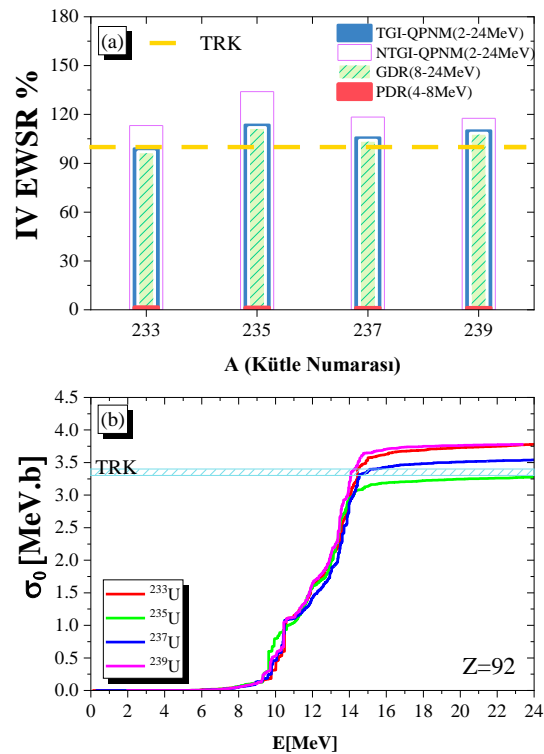 (a)
TRK
TGI-QPNM(2-24MeV)
NTGI-QPNM(2-24MeV)
GDR(8-24MeV)
PDR(4-8MeV)
IV EWSR %
180
150
120
90
60
30
0
233 235 237 239
A (Kütle Numarası)
(b)
TRK
σ₀ [MeV.b]
4.5
4.0
3.5
3.0
2.5
2.0
1.5
1.0
0.5
0.0
²³³U
²³⁵U
²³⁷U
²³⁹U
Z=92
0 2 4 6 8 10 12 14 16 18 20 22 24
E[MeV]